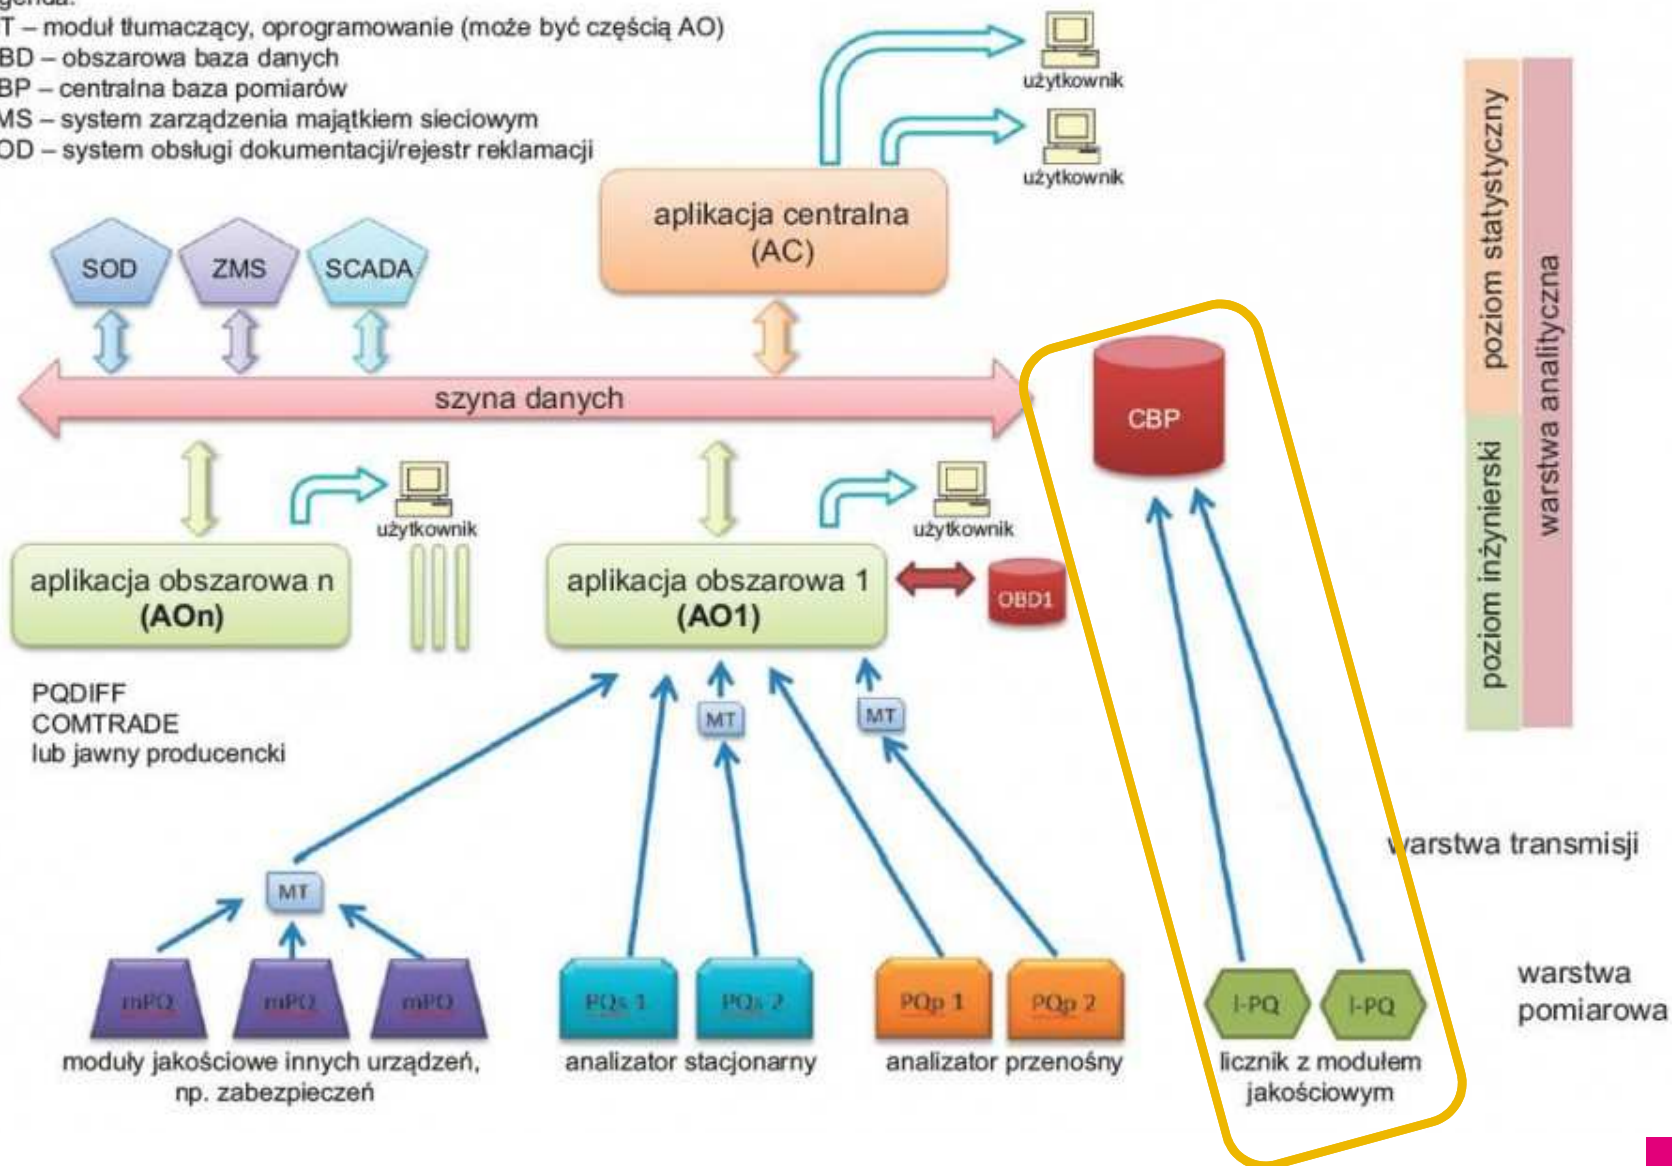 genda:
T – moduł tłumaczący, oprogramowanie (może być częścią AO)
BD – obszarowa baza danych
BP – centralna baza pomiarów
MS – system zarządzenia majątkiem sieciowym
OD – system obsługi dokumentacji/rejestr reklamacji
użytkownik
użytkownik
aplikacja centralna
(AC)
SOD
ZMS
SCADA
szyna danych
CBP
poziom statystyczny
poziom inżynierski
warstwa analityczna
użytkownik
użytkownik
aplikacja obszarowa n
(AOn)
aplikacja obszarowa 1
(AO1)
OBD1
PQDIFF
COMTRADE
lub jawny producencki
MT
MT
MT
warstwa transmisji
mPQ
mPQ
mPQ
PQs 1
PQs 2
PQp 1
PQp 2
l-PQ
l-PQ
warstwa
pomiarowa
moduły jakościowe innych urządzeń,
np. zabezpieczeń
analizator stacjonarny
analizator przenośny
licznik z modułem
jakościowym